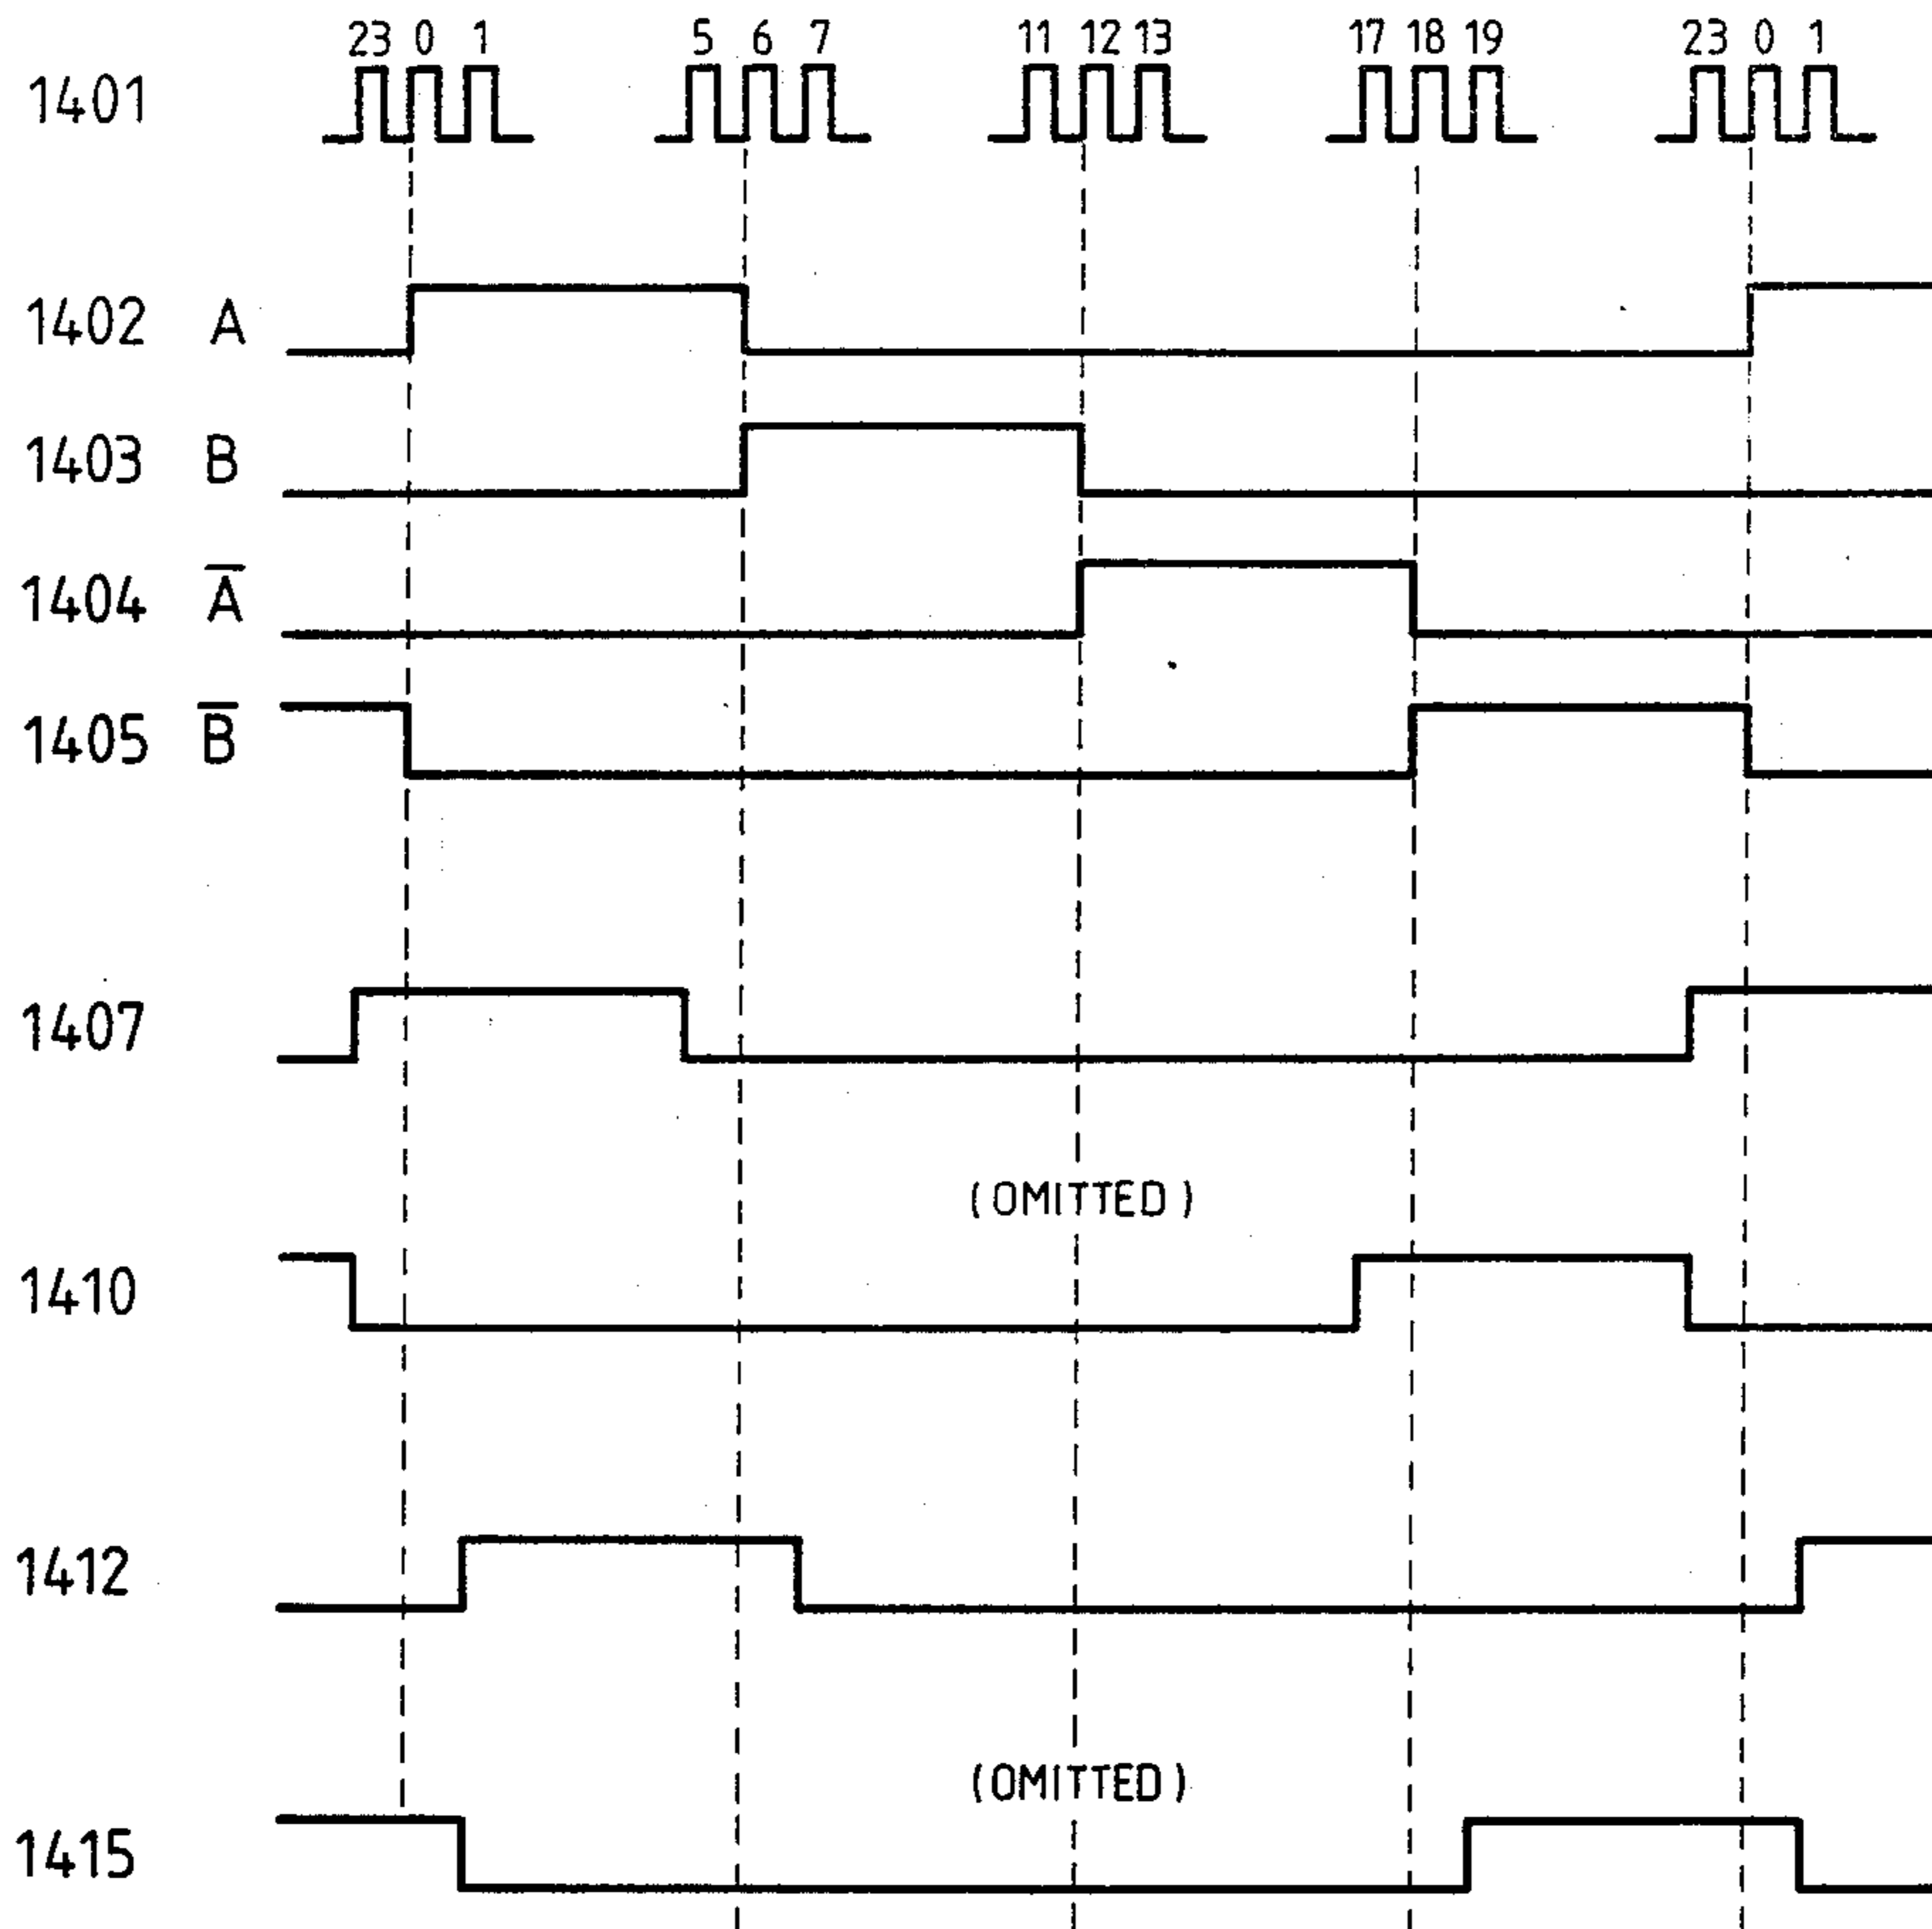 23 0 1 5 6 7 11 12 13 17 18 19 23 0 1
1401
1402 A
1403 B
1404 A̅
1405 B̅
1407
(OMITTED)
1410
1412
(OMITTED)
1415